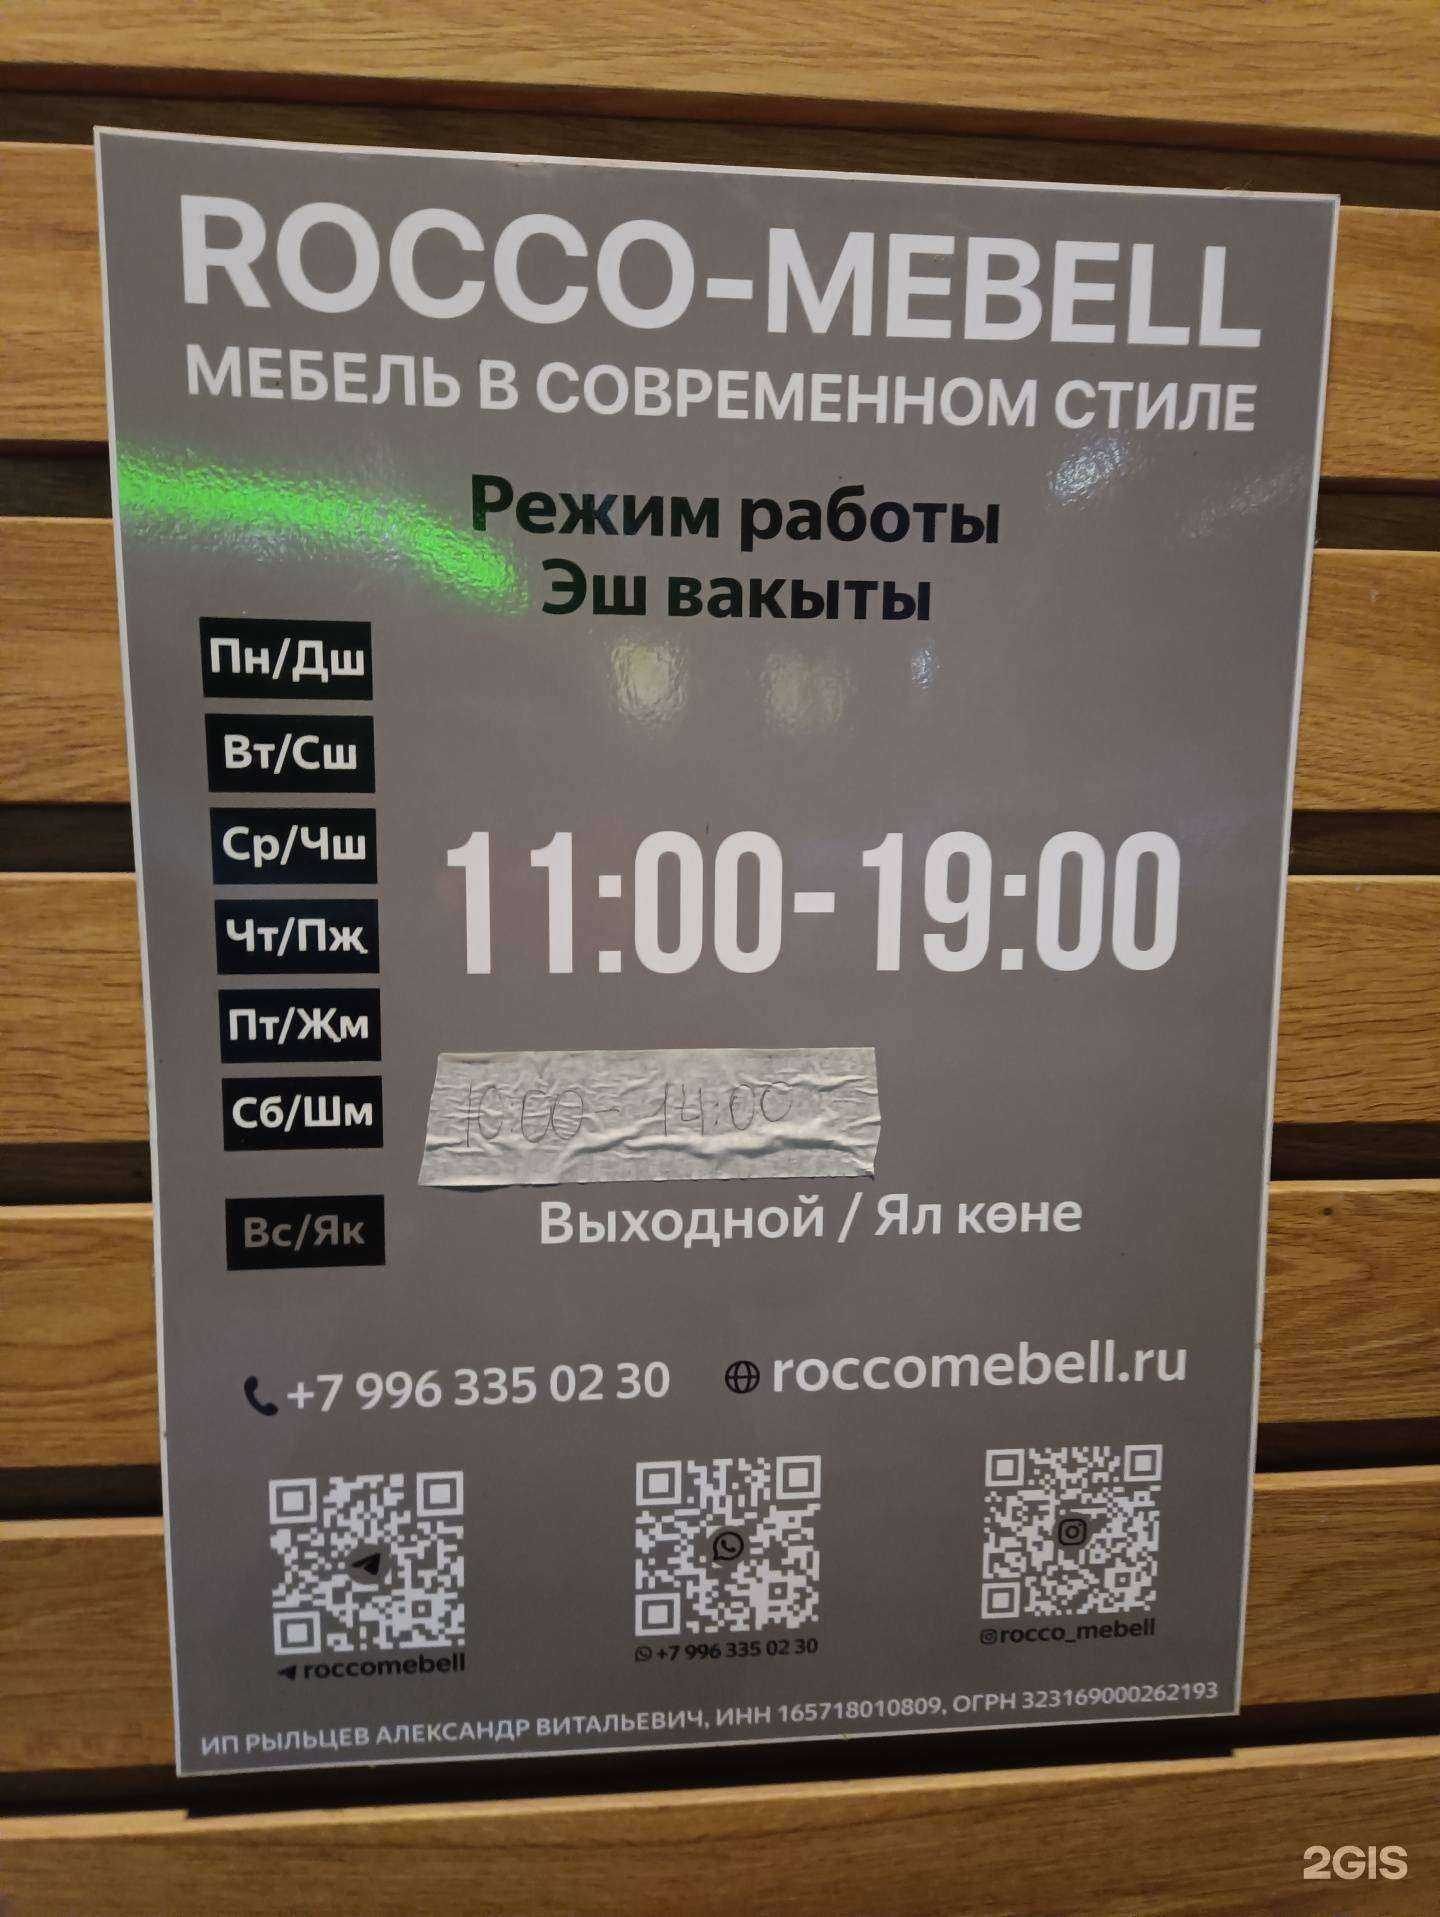 ROCCO-MEBELL
МЕБЕЛЬ В СОВРЕМЕННОМ СТИЛЕ
Режим работы
Эш вакыты
Пн/Дш
Вт/Сш
Ср/Чш
11:00-19:00
Чт/Пҗ
Пт/Җм
Сб/Шм
10:00- 14:00
Вс/Як
Выходной / Ял көне
+7 996 335 02 30
roccomebell.ru
roccomebell
+7 996 335 02 30
rocco_mebell
ИП РЫЛЬЦЕВ АЛЕКСАНДР ВИТАЛЬЕВИЧ, ИНН 165718010809, ОГРН 323169000262193
2GIS